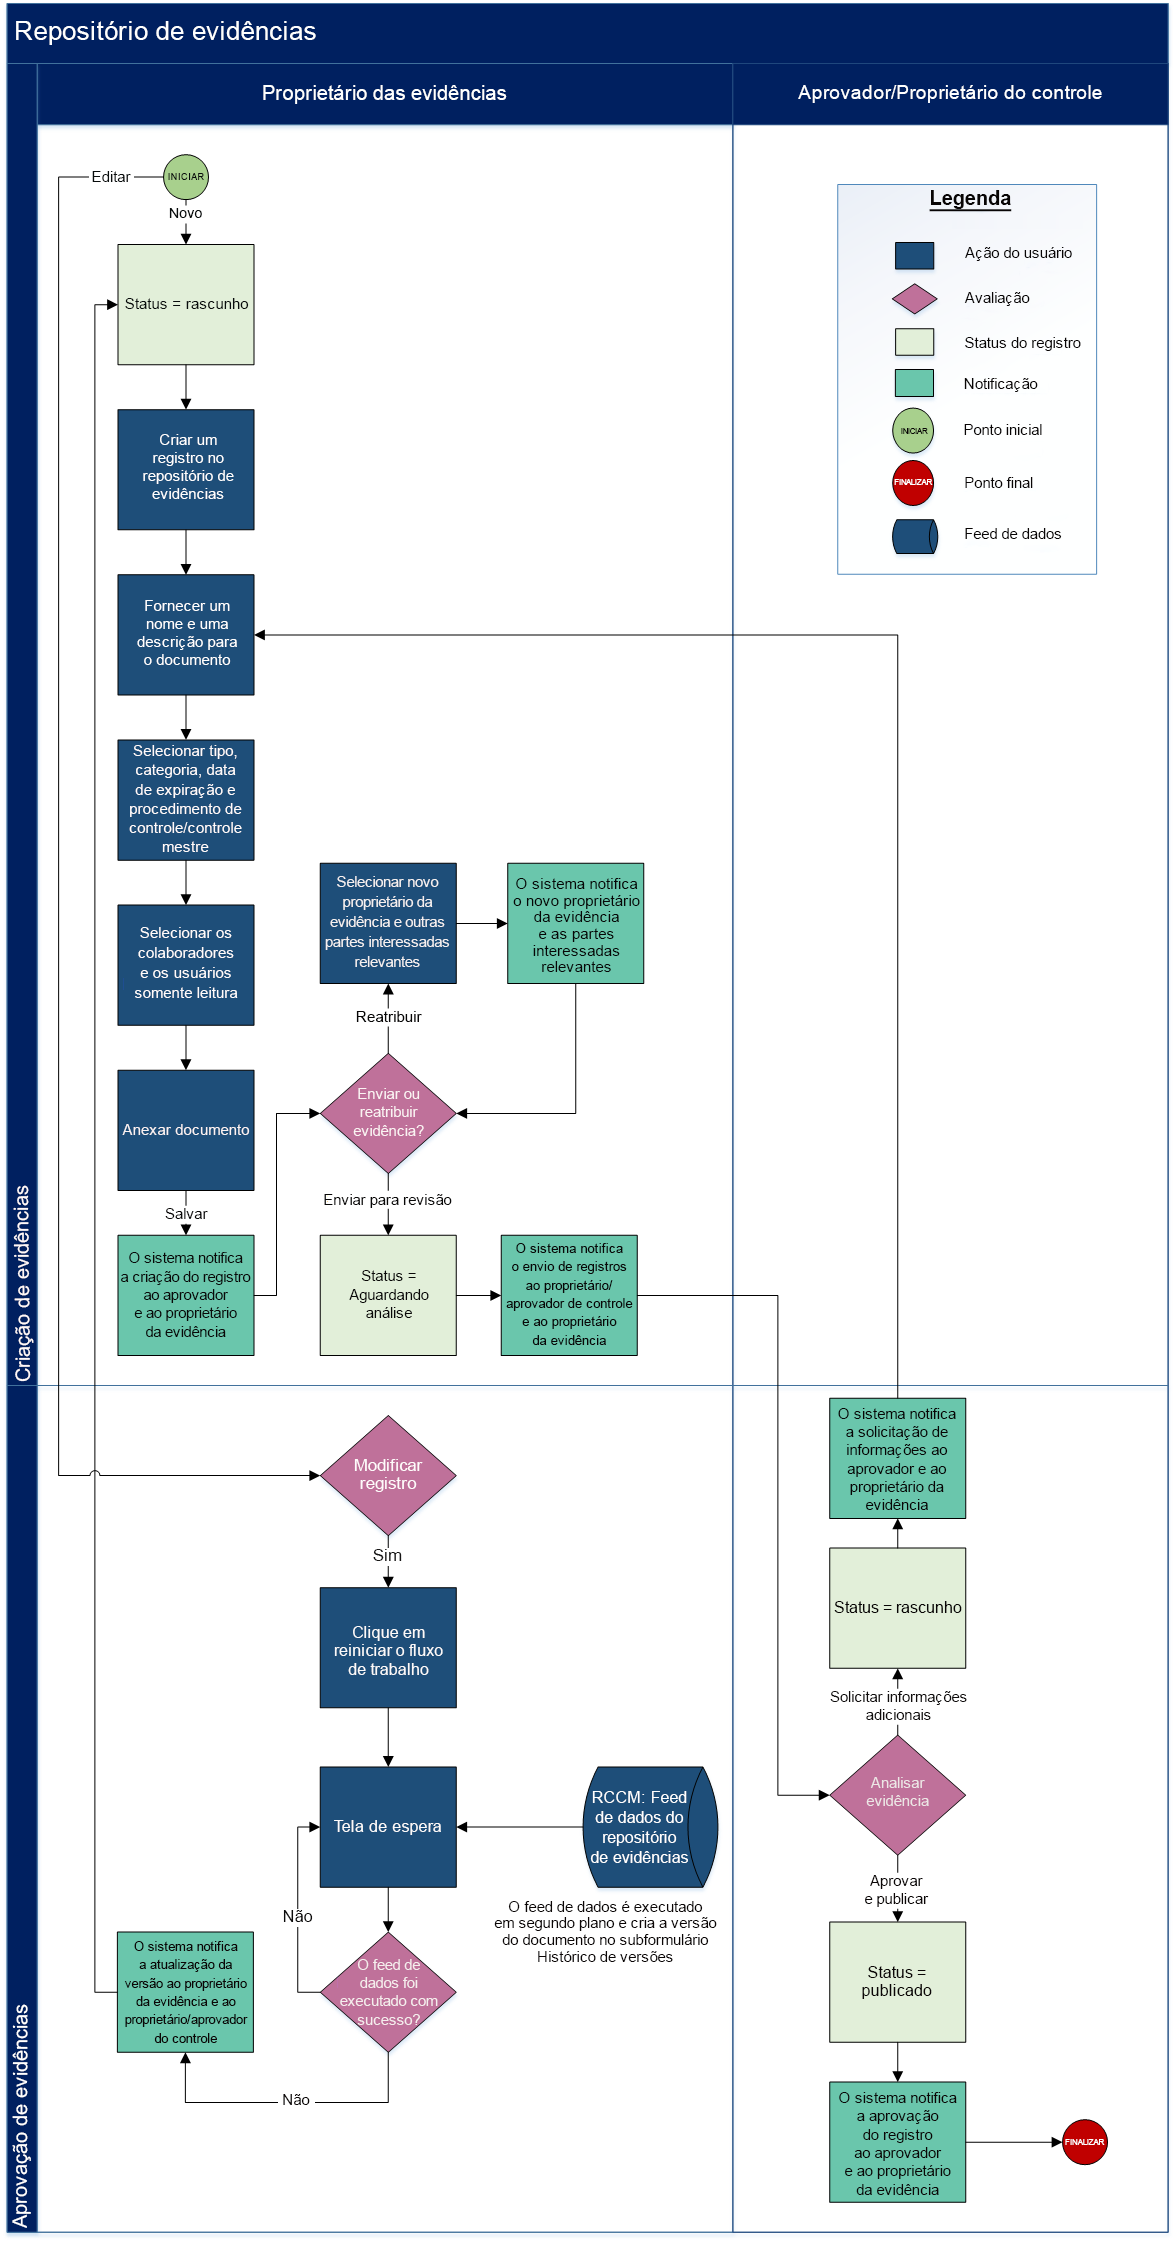 Repositório de evidências
Proprietário das evidências
Aprovador/Proprietário do controle
Criação de evidências
Editar
INICIAR
Novo
Status = rascunho
Criar um
registro no
repositório de
evidências
Fornecer um
nome e uma
descrição para
o documento
Selecionar tipo,
categoria, data
de expiração e
procedimento de
controle/controle
mestre
Selecionar os
colaboradores
e os usuários
somente leitura
Anexar documento
Salvar
O sistema notifica
a criação do registro
ao aprovador
e ao proprietário
da evidência
Selecionar novo
proprietário da
evidência e outras
partes interessadas
relevantes
O sistema notifica
o novo proprietário
da evidência
e as partes
interessadas
relevantes
Reatribuir
Enviar ou
reatribuir
evidência?
Enviar para revisão
Status =
Aguardando
análise
O sistema notifica
o envio de registros
ao proprietário/
aprovador de controle
e ao proprietário
da evidência
Legenda
Ação do usuário
Avaliação
Status do registro
Notificação
INICIAR
Ponto inicial
FINALIZAR
Ponto final
Feed de dados
Aprovação de evidências
Modificar
registro
Sim
Clique em
reiniciar o fluxo
de trabalho
Tela de espera
RCCM: Feed
de dados do
repositório
de evidências
O feed de dados é executado
em segundo plano e cria a versão
do documento no subformulário
Histórico de versões
Não
O feed de
dados foi
executado com
sucesso?
Não
O sistema notifica
a atualização da
versão ao proprietário
da evidência e ao
proprietário/aprovador
do controle
O sistema notifica
a solicitação de
informações ao
aprovador e ao
proprietário da
evidência
Status = rascunho
Solicitar informações
adicionais
Analisar
evidência
Aprovar
e publicar
Status =
publicado
O sistema notifica
a aprovação
do registro
ao aprovador
e ao proprietário
da evidência
FINALIZAR